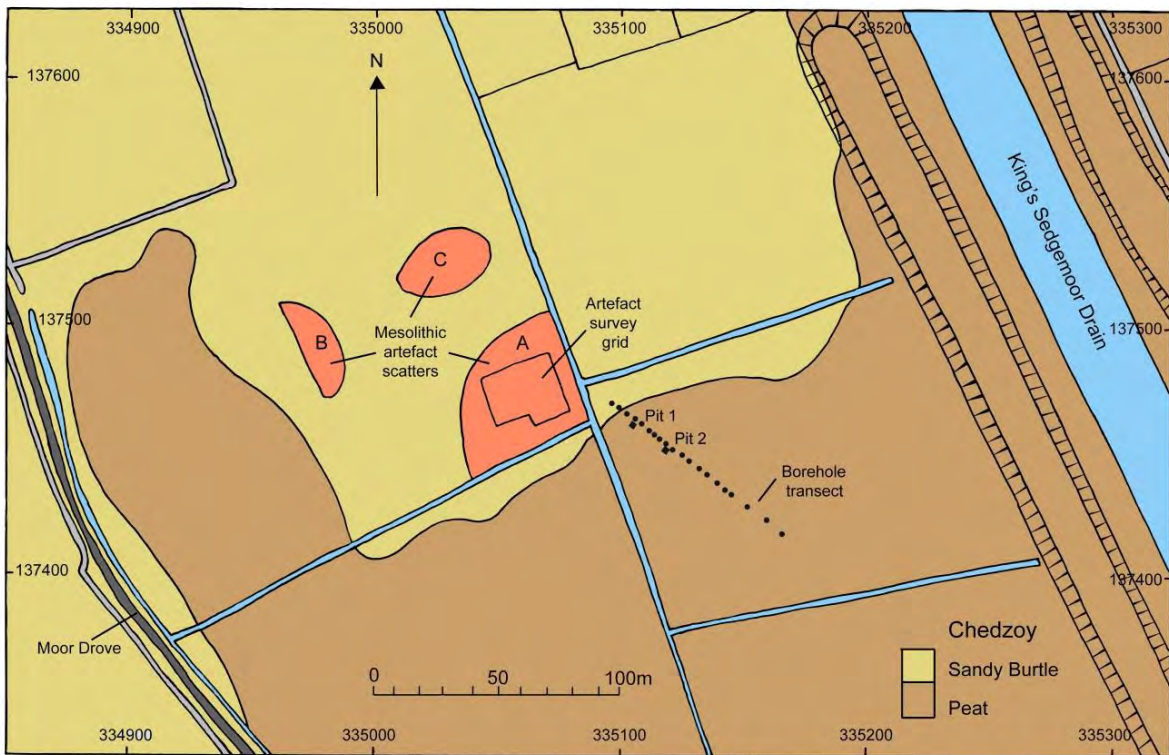 334900
335000
335100
335200
335300
137600
137600
N
King's Sedgemoor Drain
C
Artefact
survey
grid
137500
B
Mesolithic
artefact
scatters
A
137500
Pit 1
Pit 2
Borehole
transect
137400
137400
Moor Drove
Chedzoy
0 50 100m
Sandy Burtle
Peat
334900
335000
335100
335200
335300